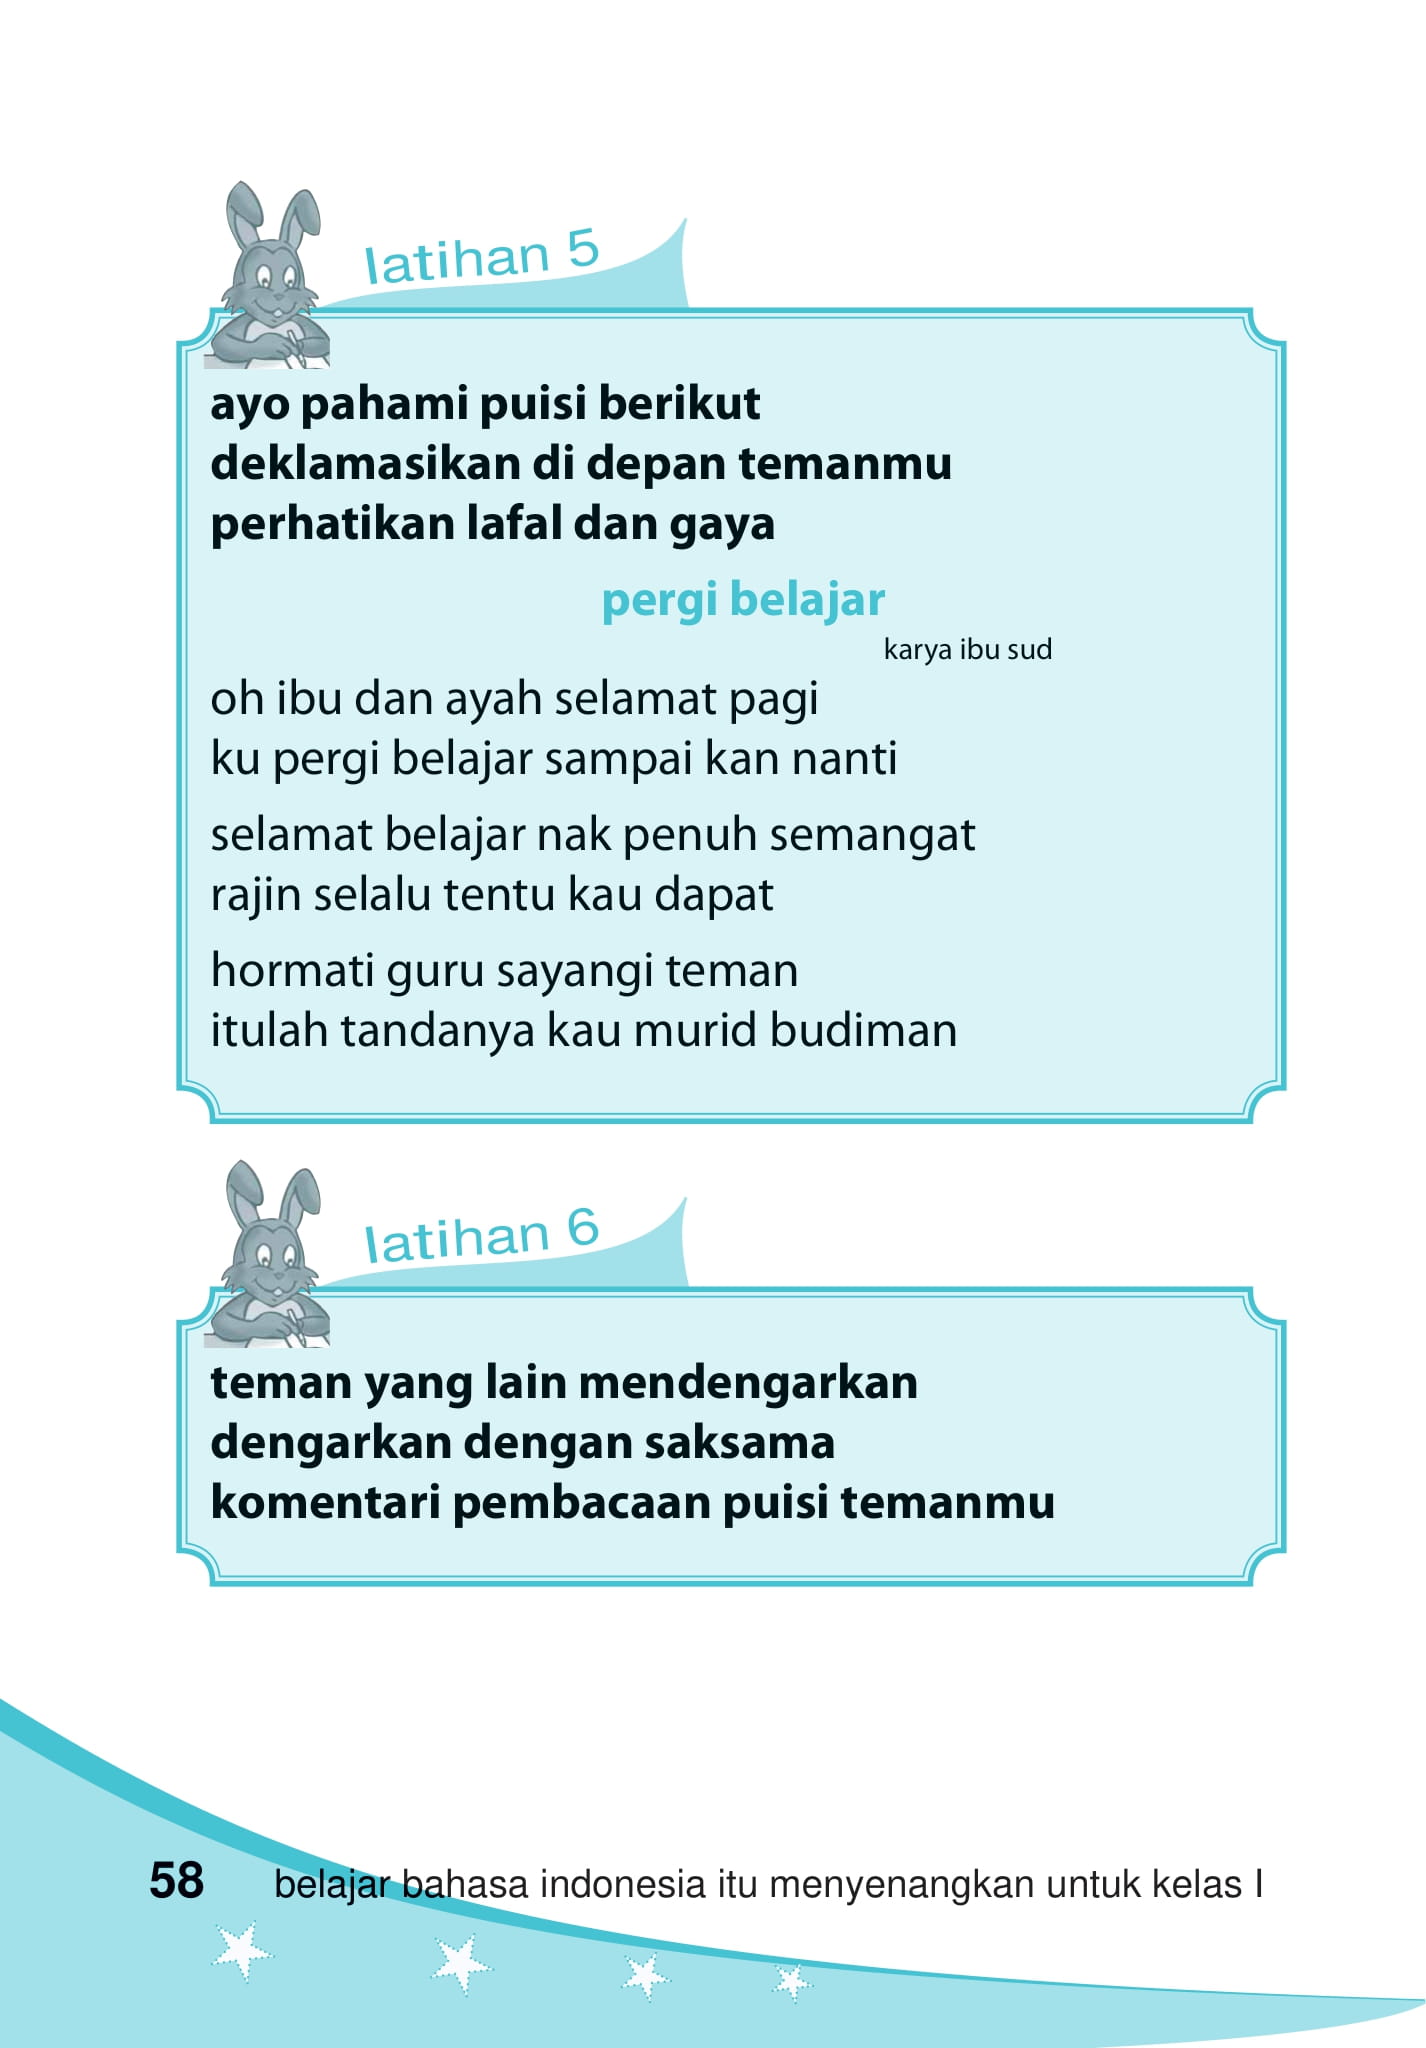 latihan 5
ayo pahami puisi berikut
deklamasikan di depan temanmu
perhatikan lafal dan gaya
pergi belajar
karya ibu sud
oh ibu dan ayah selamat pagi
ku pergi belajar sampai kan nanti
selamat belajar nak penuh semangat
rajin selalu tentu kau dapat
hormati guru sayangi teman
itulah tandanya kau murid budiman
latihan 6
teman yang lain mendengarkan
dengarkan dengan saksama
komentari pembacaan puisi temanmu
58 belajar bahasa indonesia itu menyenangkan untuk kelas I